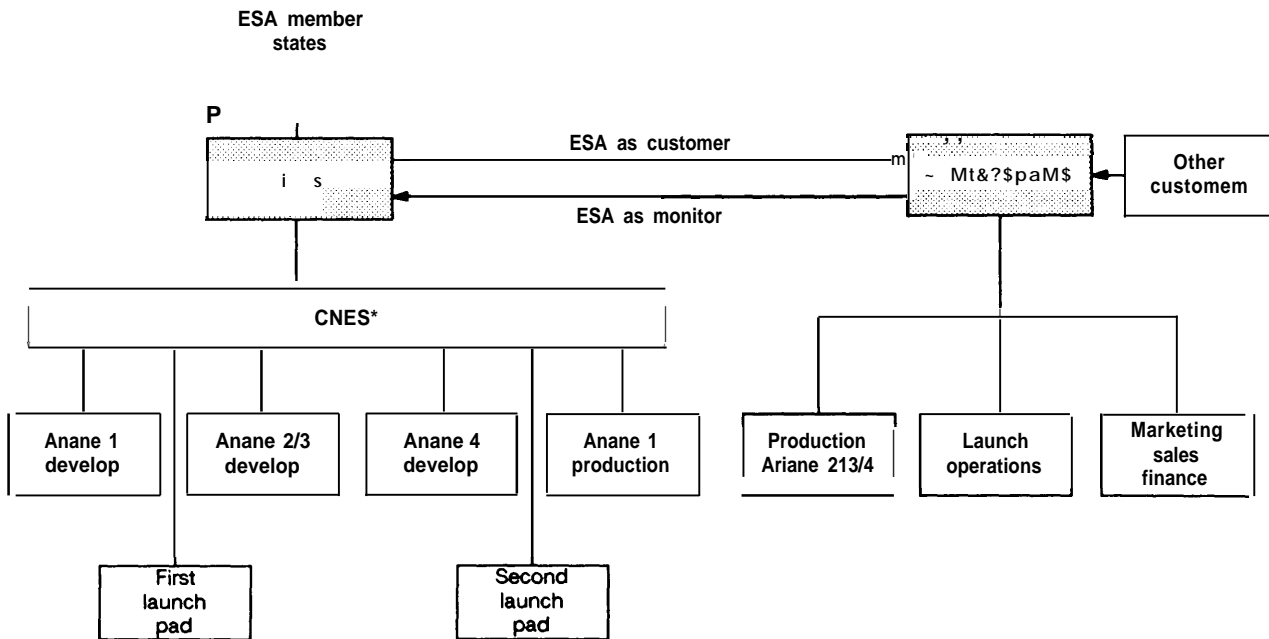 ESA member
states
P
ESA as customer
m
i s
~ Mt&?$paM$
Other
customem
ESA as monitor
CNES*
Anane 1
develop
Anane 2/3
develop
Anane 4
develop
Anane 1
production
Production
Ariane 213/4
Launch
operations
Marketing
sales
finance
First
launch
pad
Second
launch
pad